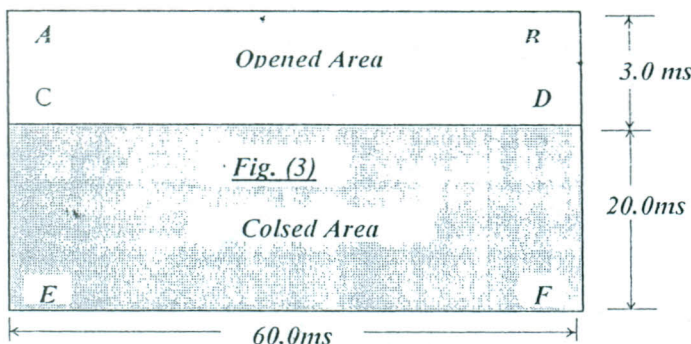 A B
Opened Area
3.0 ms
C D
Fig. (3)
20.0ms
Colsed Area
E F
60.0ms